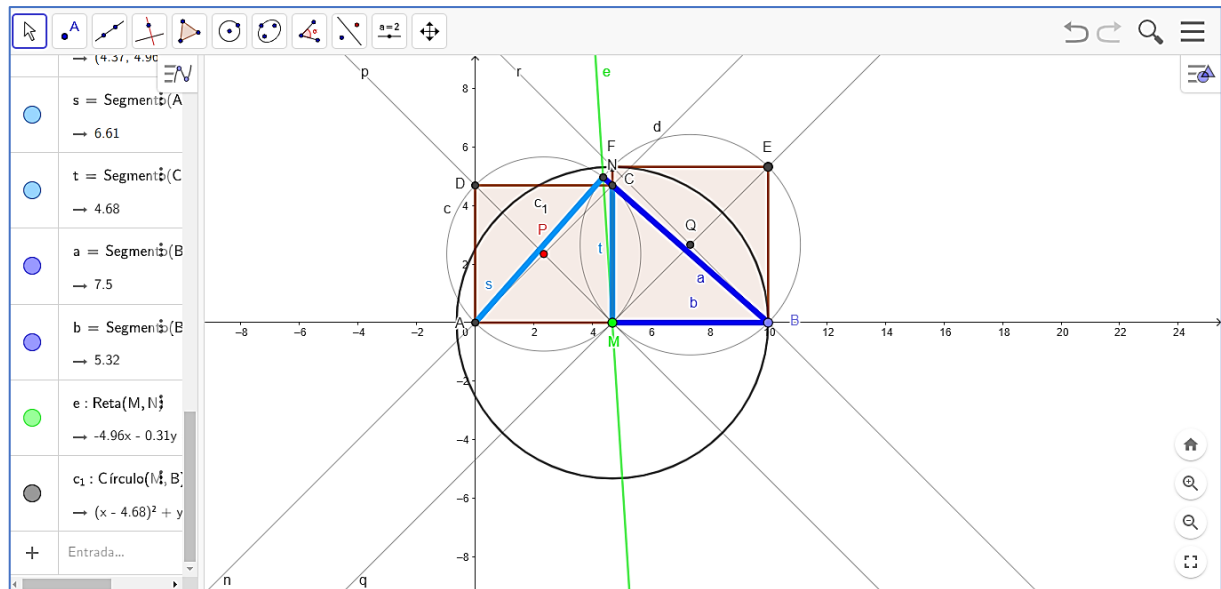 A
a=2
→ (4.37, 4.96
s = Segmento(A
→ 6.61
t = Segmento(C
→ 4.68
a = Segmento(B
→ 7.5
b = Segmento(B
→ 5.32
e : Reta(M, N)
→ -4.96x - 0.31y
c₁ : Círculo(M, B)
→ (x - 4.68)² + y
+ Entrada...
p r e
8
d
6
F
N
E
D
C
4
c
c₁
Q
P
t
2
a
s
b
A
B
M
−8 −6 −4 −2 0 2 4 6 8 10 12 14 16 18 20 22 24
−2
−4
−6
−8
n q